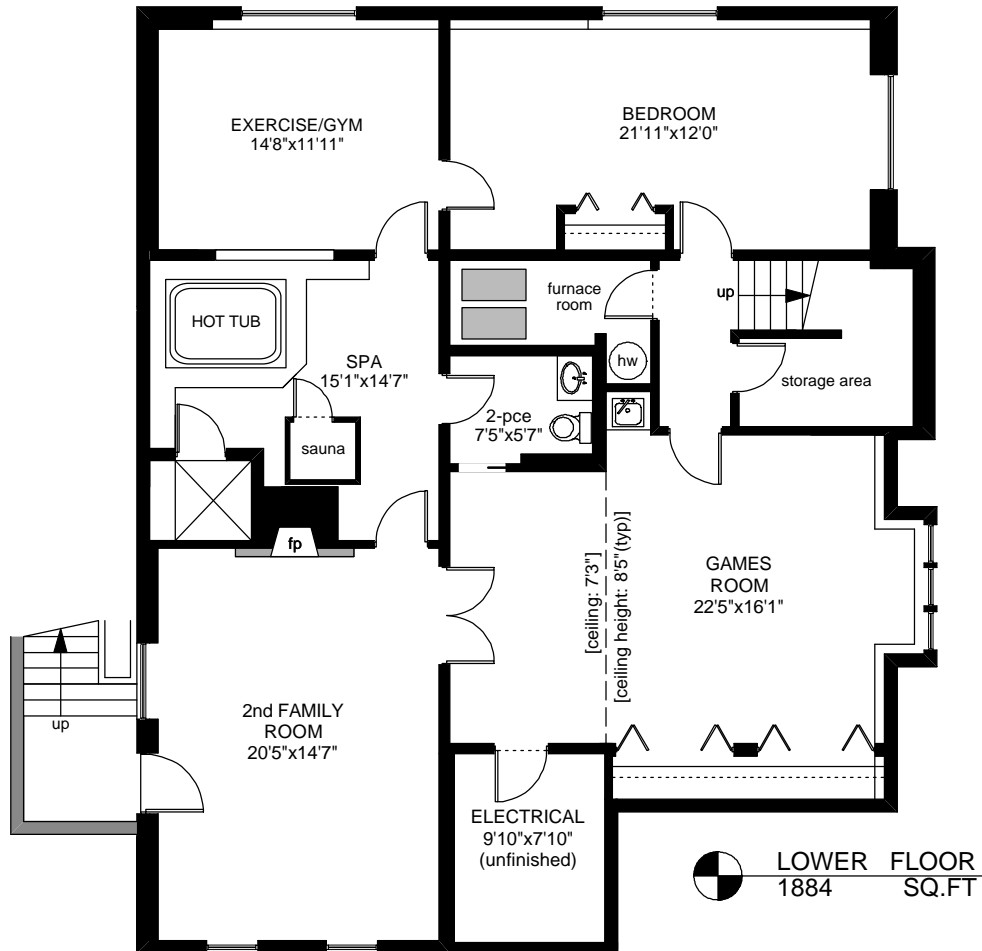 EXERCISE/GYM
14'8"x11'11"
BEDROOM
21'11"x12'0"
furnace
room
up
HOT TUB
hw
SPA
15'1"x14'7"
storage area
2-pce
7'5"x5'7"
sauna
fp
[ceiling: 7'3"]
[ceiling height: 8'5"(typ)]
GAMES
ROOM
22'5"x16'1"
up
2nd FAMILY
ROOM
20'5"x14'7"
ELECTRICAL
9'10"x7'10"
(unfinished)
LOWER FLOOR
1884 SQ.FT